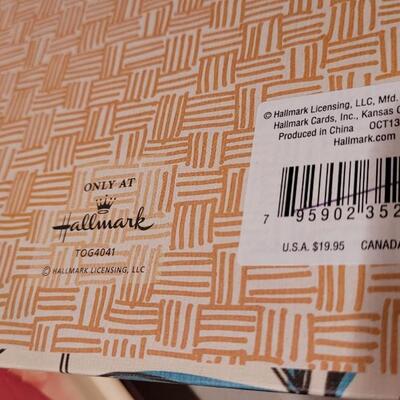 ONLY AT
Hallmark
TOG4041
© HALLMARK LICENSING, LLC
© Hallmark Licensing, LLC, Mfd.
Hallmark Cards, Inc., Kansas
Produced in China OCT13
Hallmark.com
7 95902 352
U.S.A. $19.95 CANADA